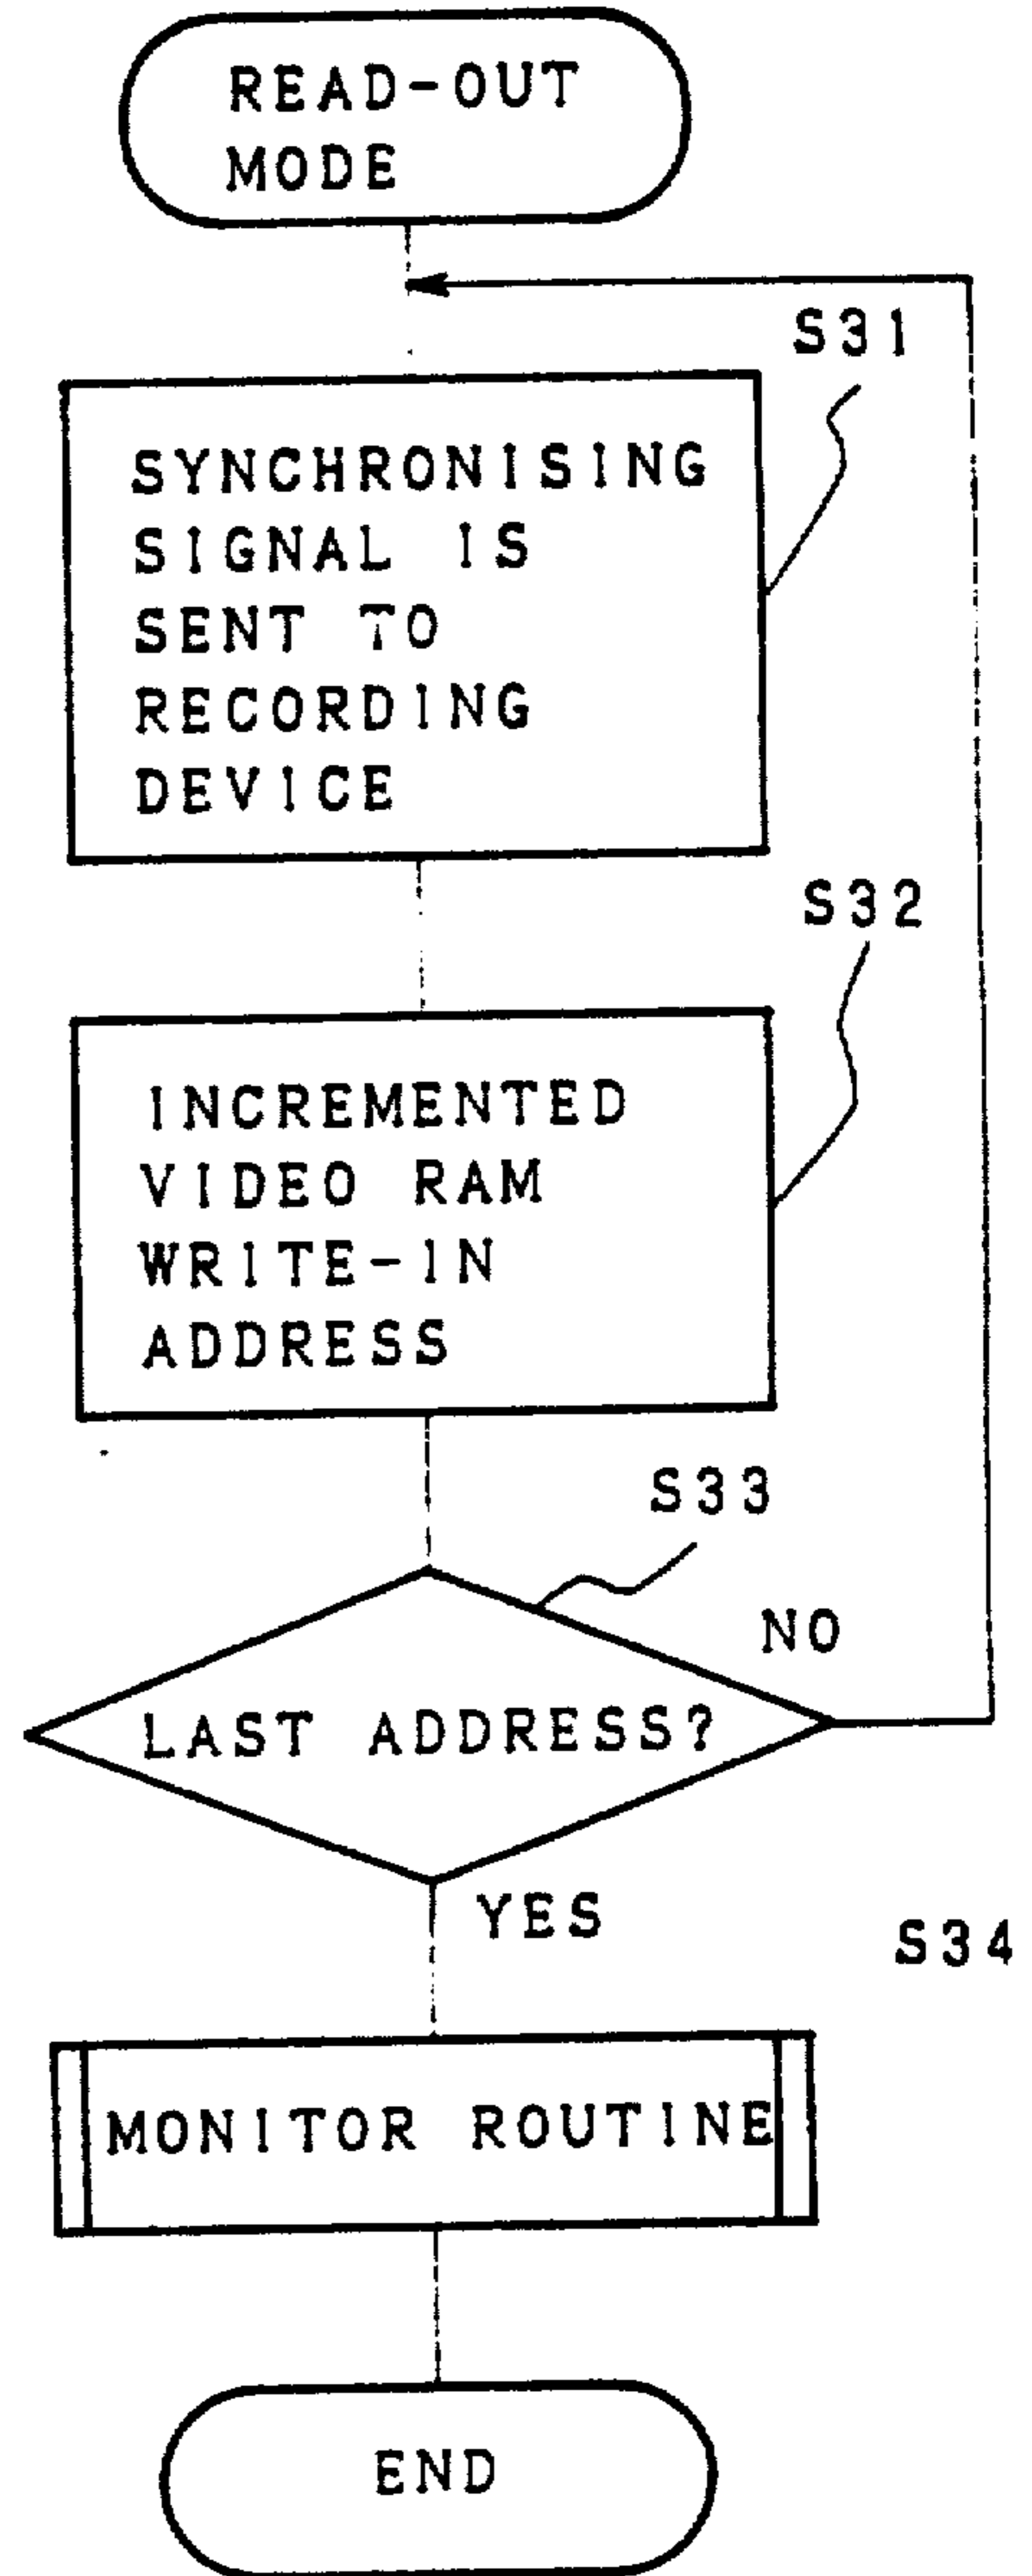 READ-OUT
MODE
S31
SYNCHRONISING
SIGNAL IS
SENT TO
RECORDING
DEVICE
S32
INCREMENTED
VIDEO RAM
WRITE-IN
ADDRESS
S33
NO
LAST ADDRESS?
YES
S34
MONITOR ROUTINE
END